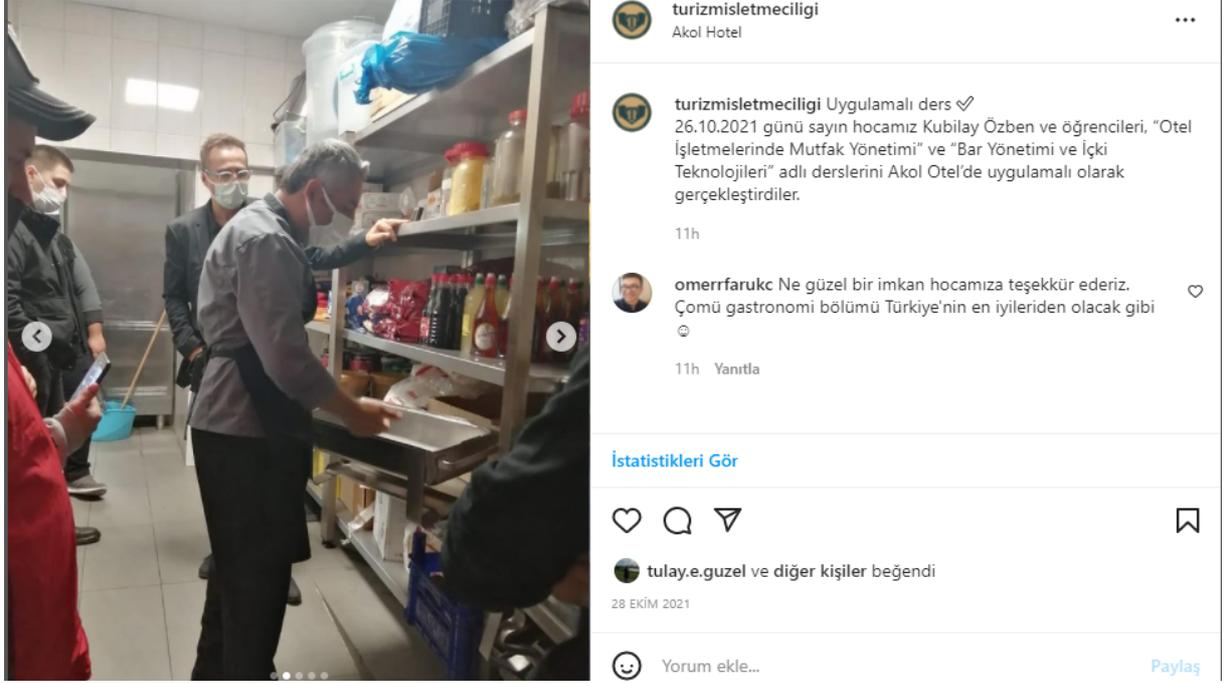 turizmisletmeciligi
Akol Hotel
turizmisletmeciligi Uygulamalı ders
26.10.2021 günü sayın hocamız Kubilay Özben ve öğrencileri, “Otel
İşletmelerinde Mutfak Yönetimi” ve “Bar Yönetimi ve İçki
Teknolojileri” adlı derslerini Akol Otel’de uygulamalı olarak
gerçekleştirdiler.
11h
omerrfarukc Ne güzel bir imkan hocamıza teşekkür ederiz.
Çomü gastronomi bölümü Türkiye'nin en iyileriden olacak gibi
11h Yanıtla
İstatistikleri Gör
tulay.e.guzel ve diğer kişiler beğendi
28 EKİM 2021
Yorum ekle...
Paylaş